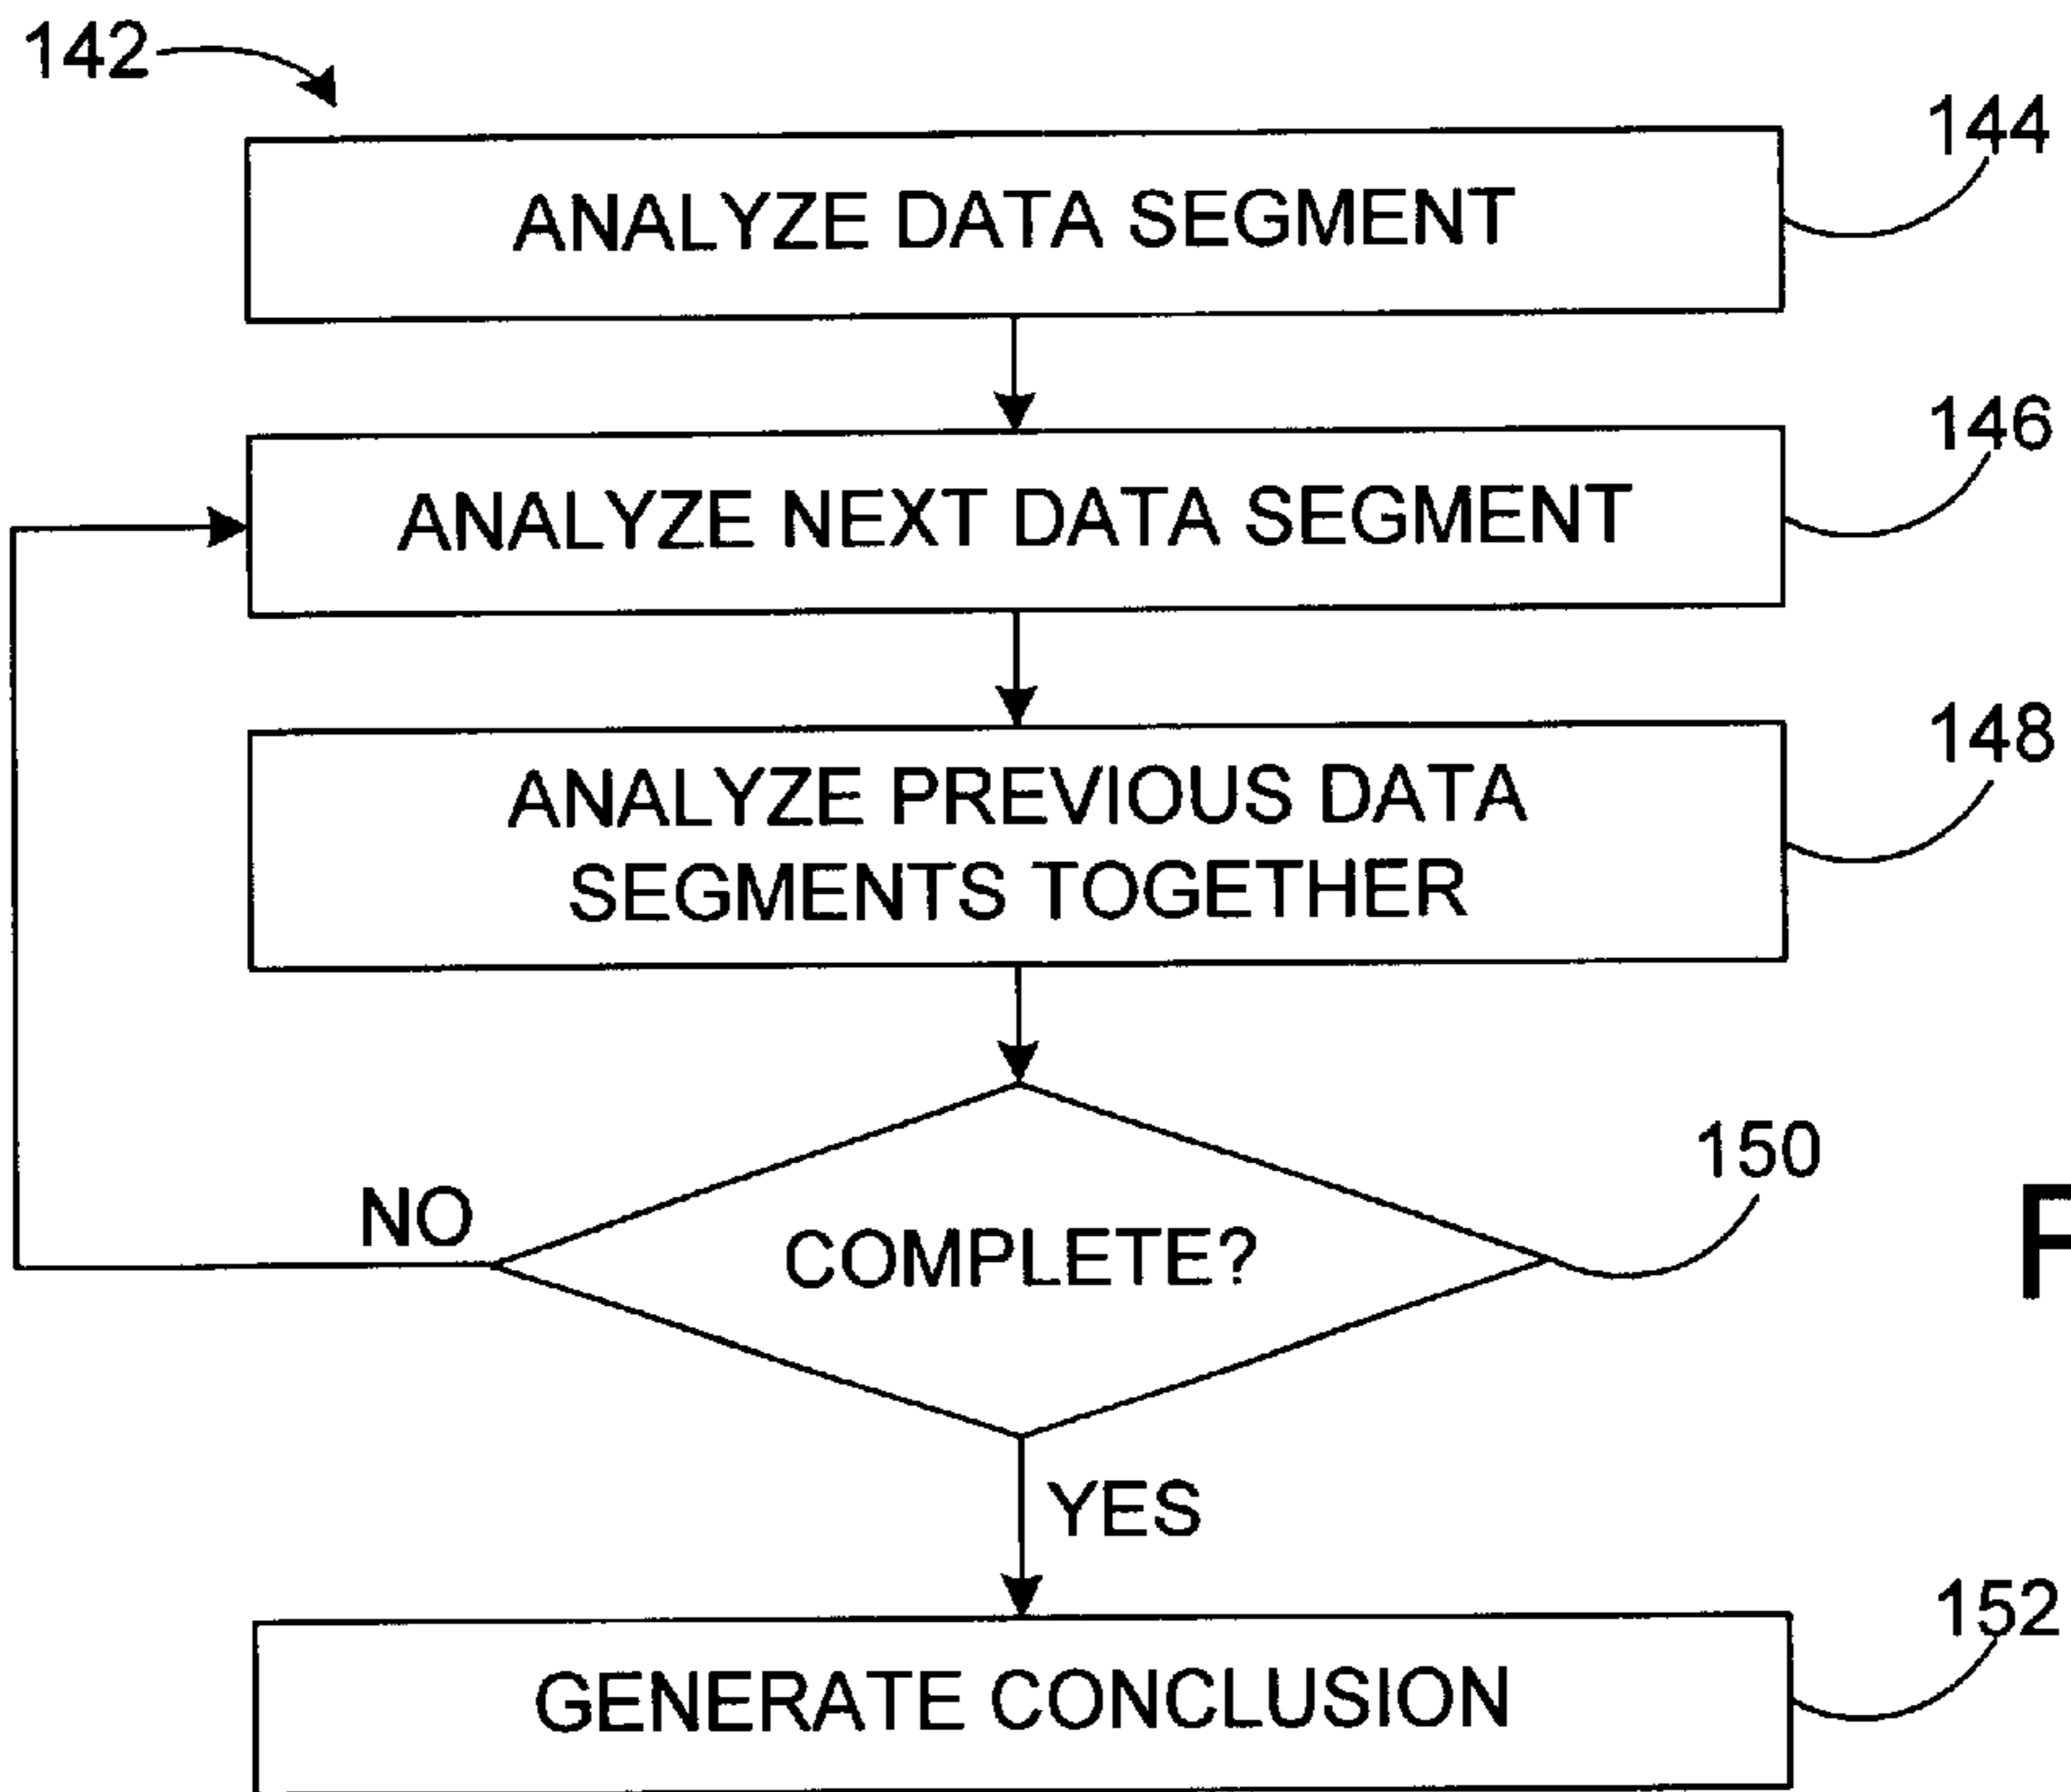 142
144
ANALYZE DATA SEGMENT
146
ANALYZE NEXT DATA SEGMENT
148
ANALYZE PREVIOUS DATA
SEGMENTS TOGETHER
150
NO
COMPLETE?
YES
152
GENERATE CONCLUSION